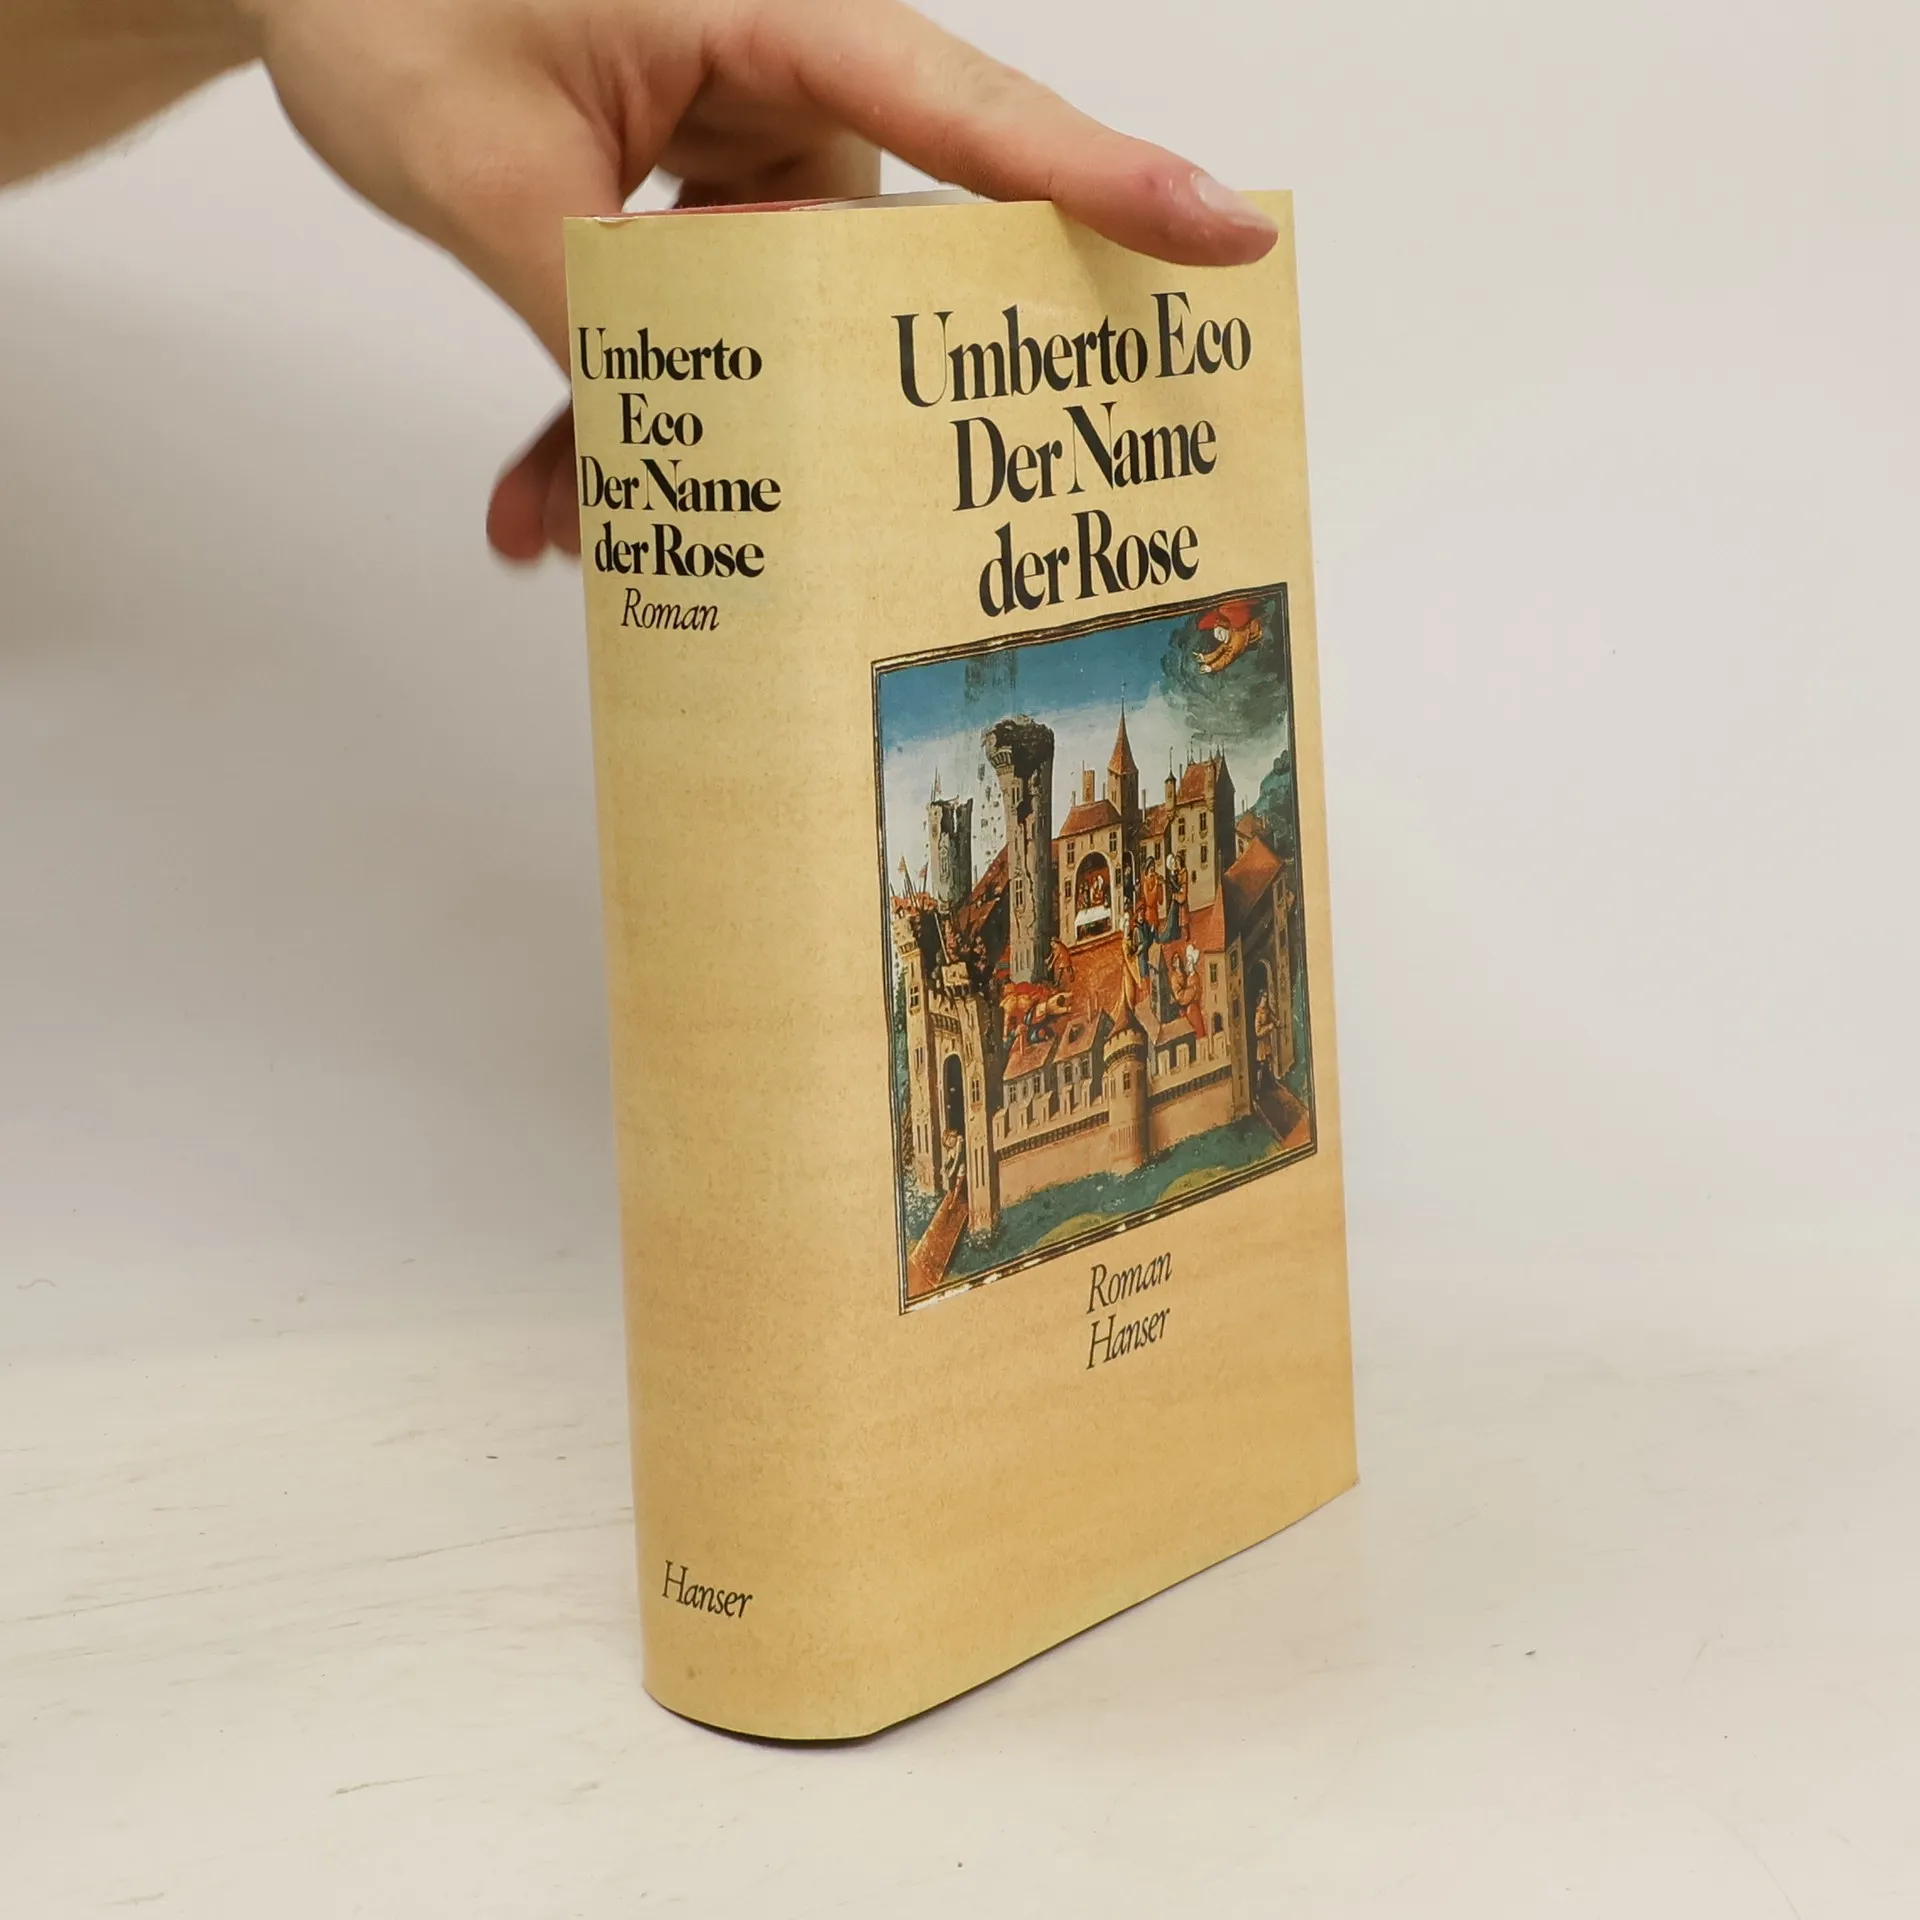 Umberto
Eco
Der Name
der Rose
Roman
Hanser
Umberto Eco
Der Name
der Rose
Roman
Hanser